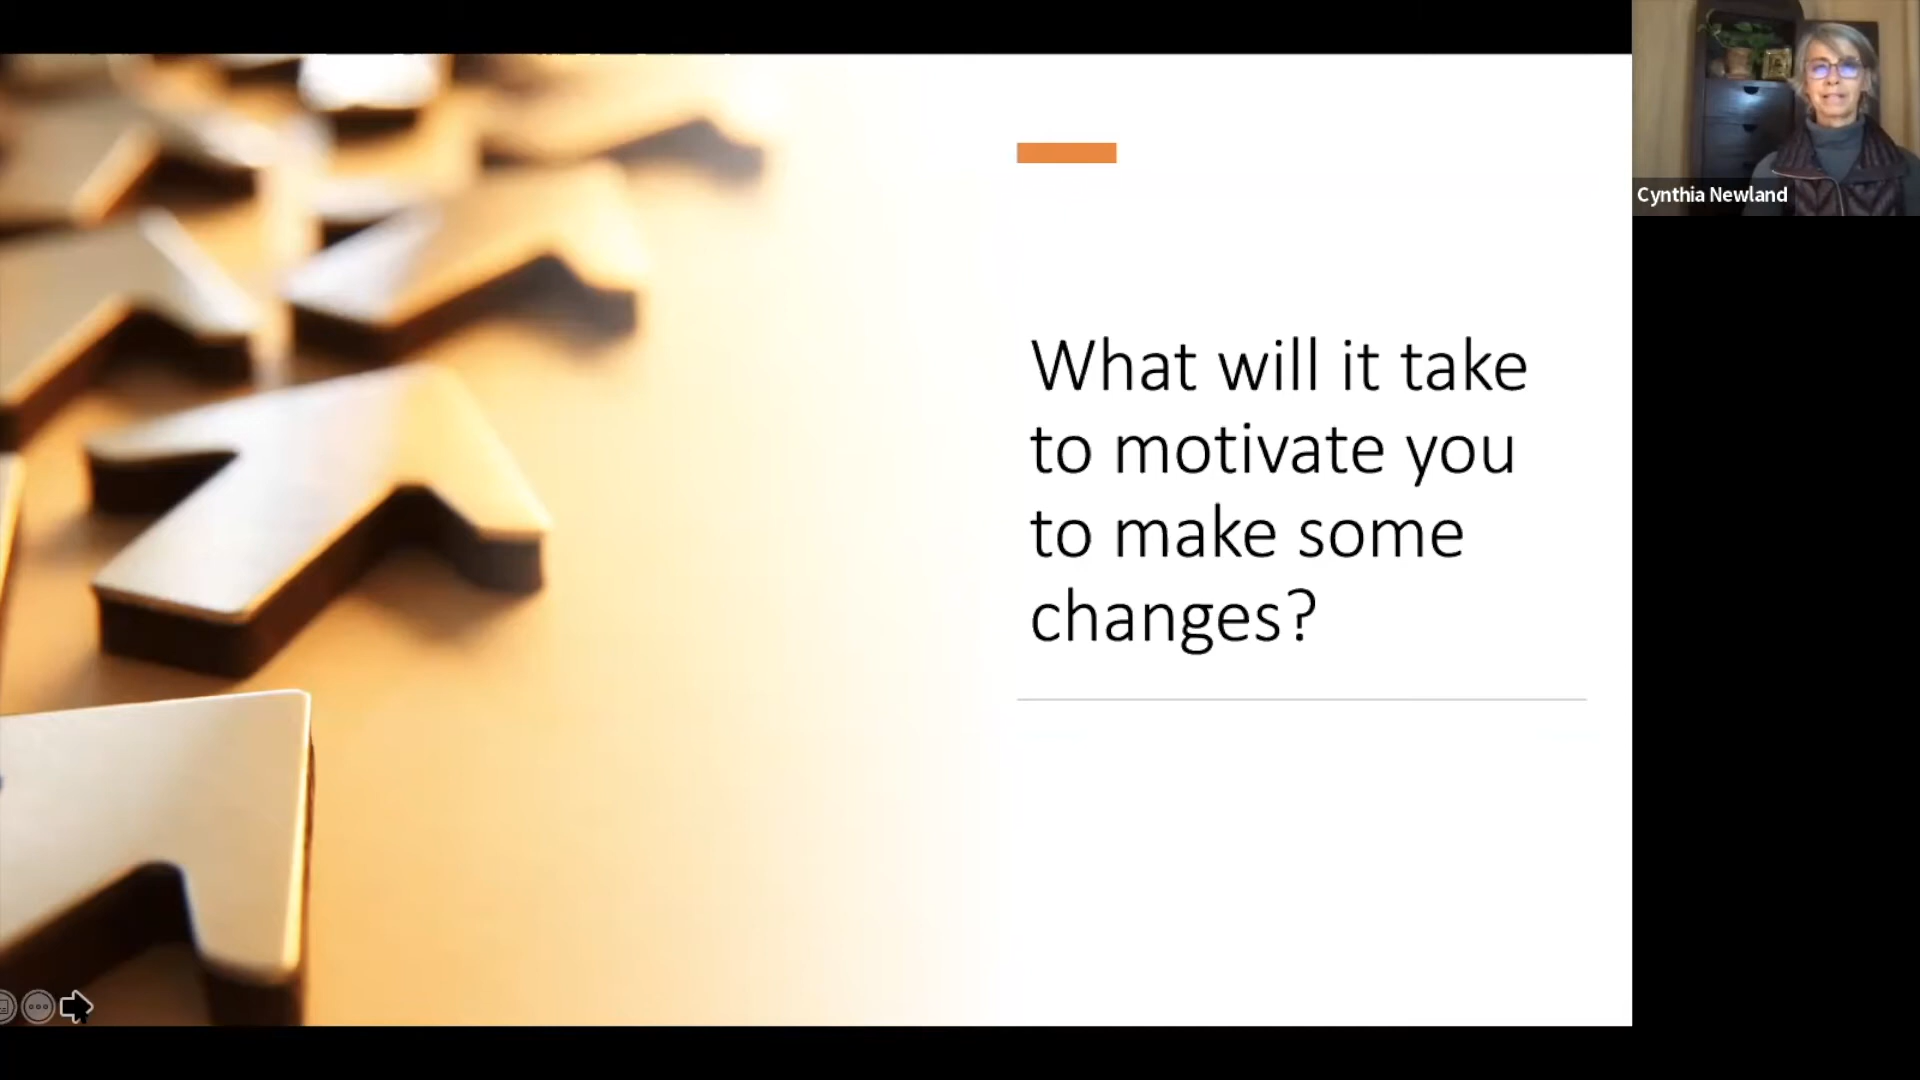 What will it take
to motivate you
to make some
changes?
Cynthia Newland